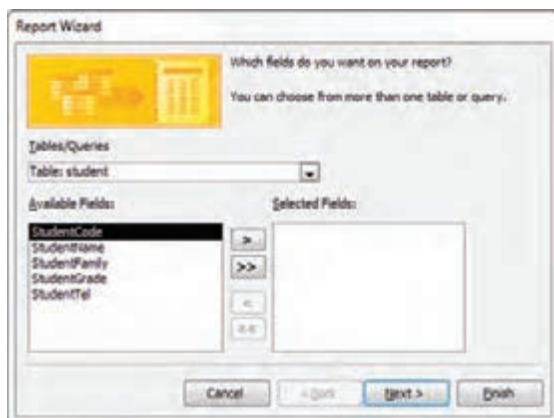 Report Wizard
Which fields do you want on your report?
You can choose from more than one table or query.
Tables/Queries
Table: student
Available Fields:
Selected Fields:
StudentCode
StudentName
StudentFamily
StudentGrade
StudentTel
>
>>
<
<<
Cancel
< Back
Next >
Finish